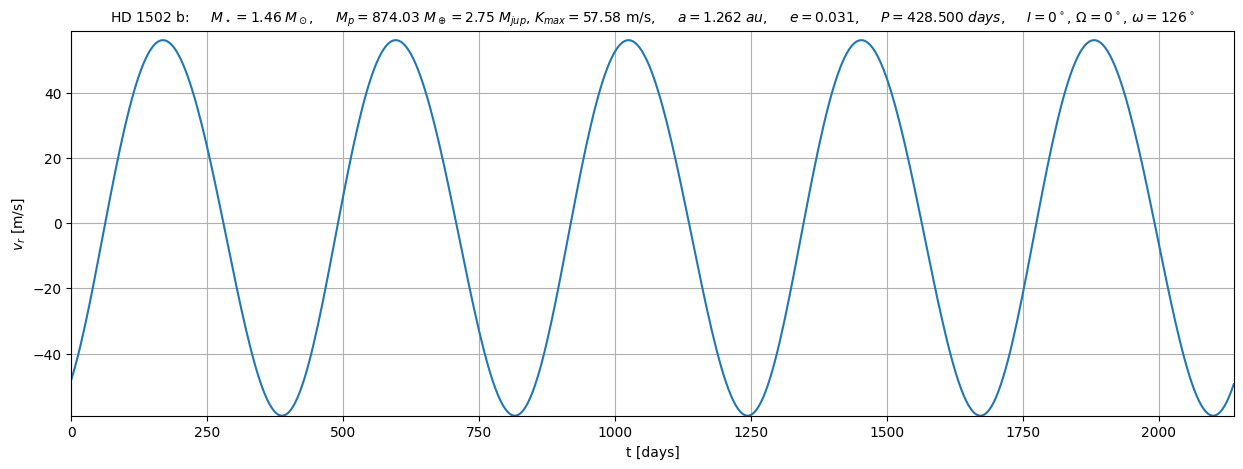 HD 1502 b: M⋆ = 1.46 M⊙, Mp = 874.03 M⊕ = 2.75 Mjup, Kmax = 57.58 m/s, a = 1.262 au, e = 0.031, P = 428.500 days, I = 0°, Ω = 0°, ω = 126°
40
20
0
−20
−40
vr [m/s]
0 250 500 750 1000 1250 1500 1750 2000
t [days]